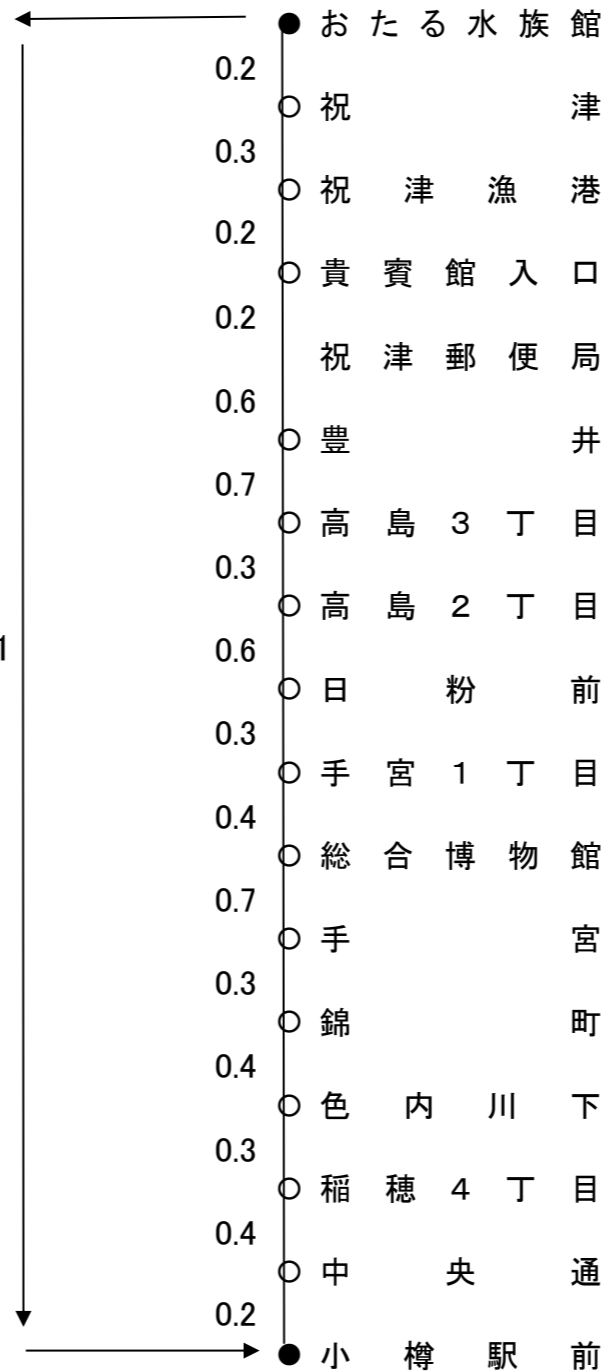 おたる水族館
0.2
祝津
0.3
祝津漁港
0.2
貴賓館入口
0.2
祝津郵便局
0.6
豊井
0.7
高島３丁目
0.3
高島２丁目
0.6
日粉前
0.3
手宮１丁目
0.4
総合博物館
0.7
手宮
0.3
錦町
0.4
色内川下
0.3
稲穂４丁目
0.4
中央通
0.2
小樽駅前